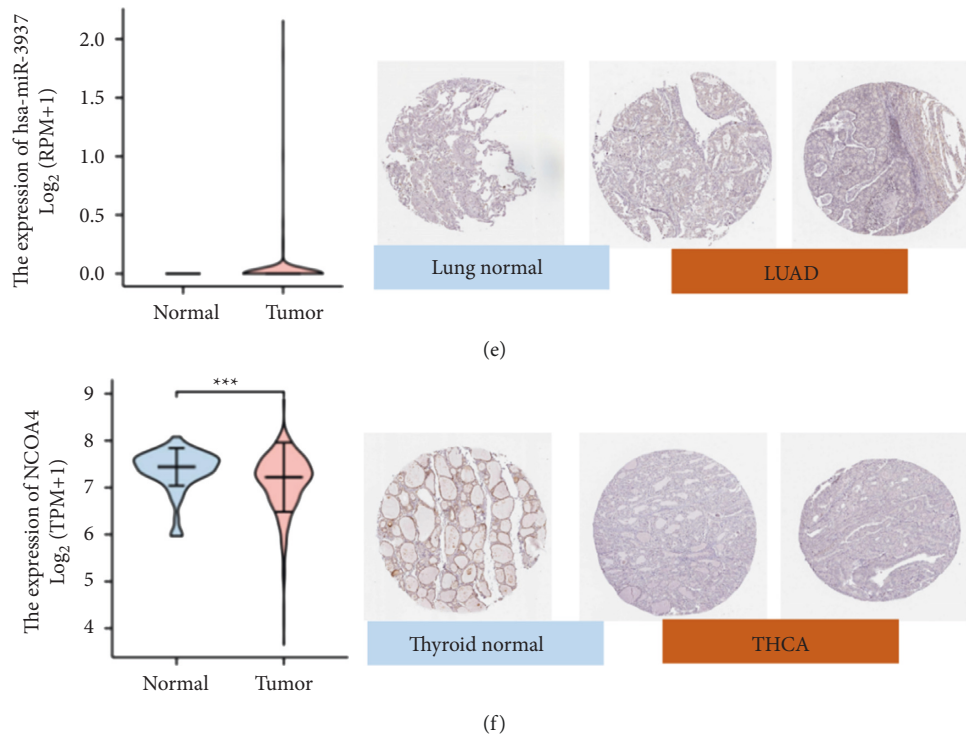 The expression of hsa-miR-3937
Log2 (RPM+1)
2.0
1.5
1.0
0.5
0.0
Normal
Tumor
Lung normal
LUAD
(e)
The expression of NCOA4
Log2 (TPM+1)
***
9
8
7
6
5
4
Normal
Tumor
Thyroid normal
THCA
(f)